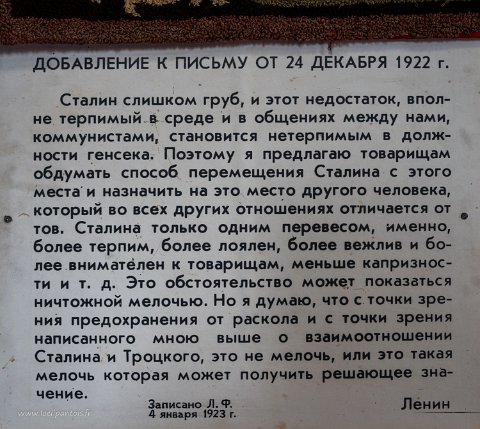 ДОБАВЛЕНИЕ К ПИСЬМУ ОТ 24 ДЕКАБРЯ 1922 г.
Сталин слишком груб, и этот недостаток, впол-
не терпимый в среде и в общениях между нами,
коммунистами, становится нетерпимым в долж-
ности генсека. Поэтому я предлагаю товарищам
обдумать способ перемещения Сталина с этого
места и назначить на это место другого человека,
который во всех других отношениях отличается от
тов. Сталина только одним перевесом, именно,
более терпим, более лоялен, более вежлив и бо-
лее внимателен к товарищам, меньше капризнос-
ти и т. д. Это обстоятельство может показаться
ничтожной мелочью. Но я думаю, что с точки зре-
ния предохранения от раскола и с точки зрения
написанного мною выше о взаимоотношении
Сталина и Троцкого, это не мелочь, или это такая
мелочь которая может получить решающее зна-
чение.
Записано Л.Ф.
4 января 1923 г.
Ленин
www.loeilpantois.fr